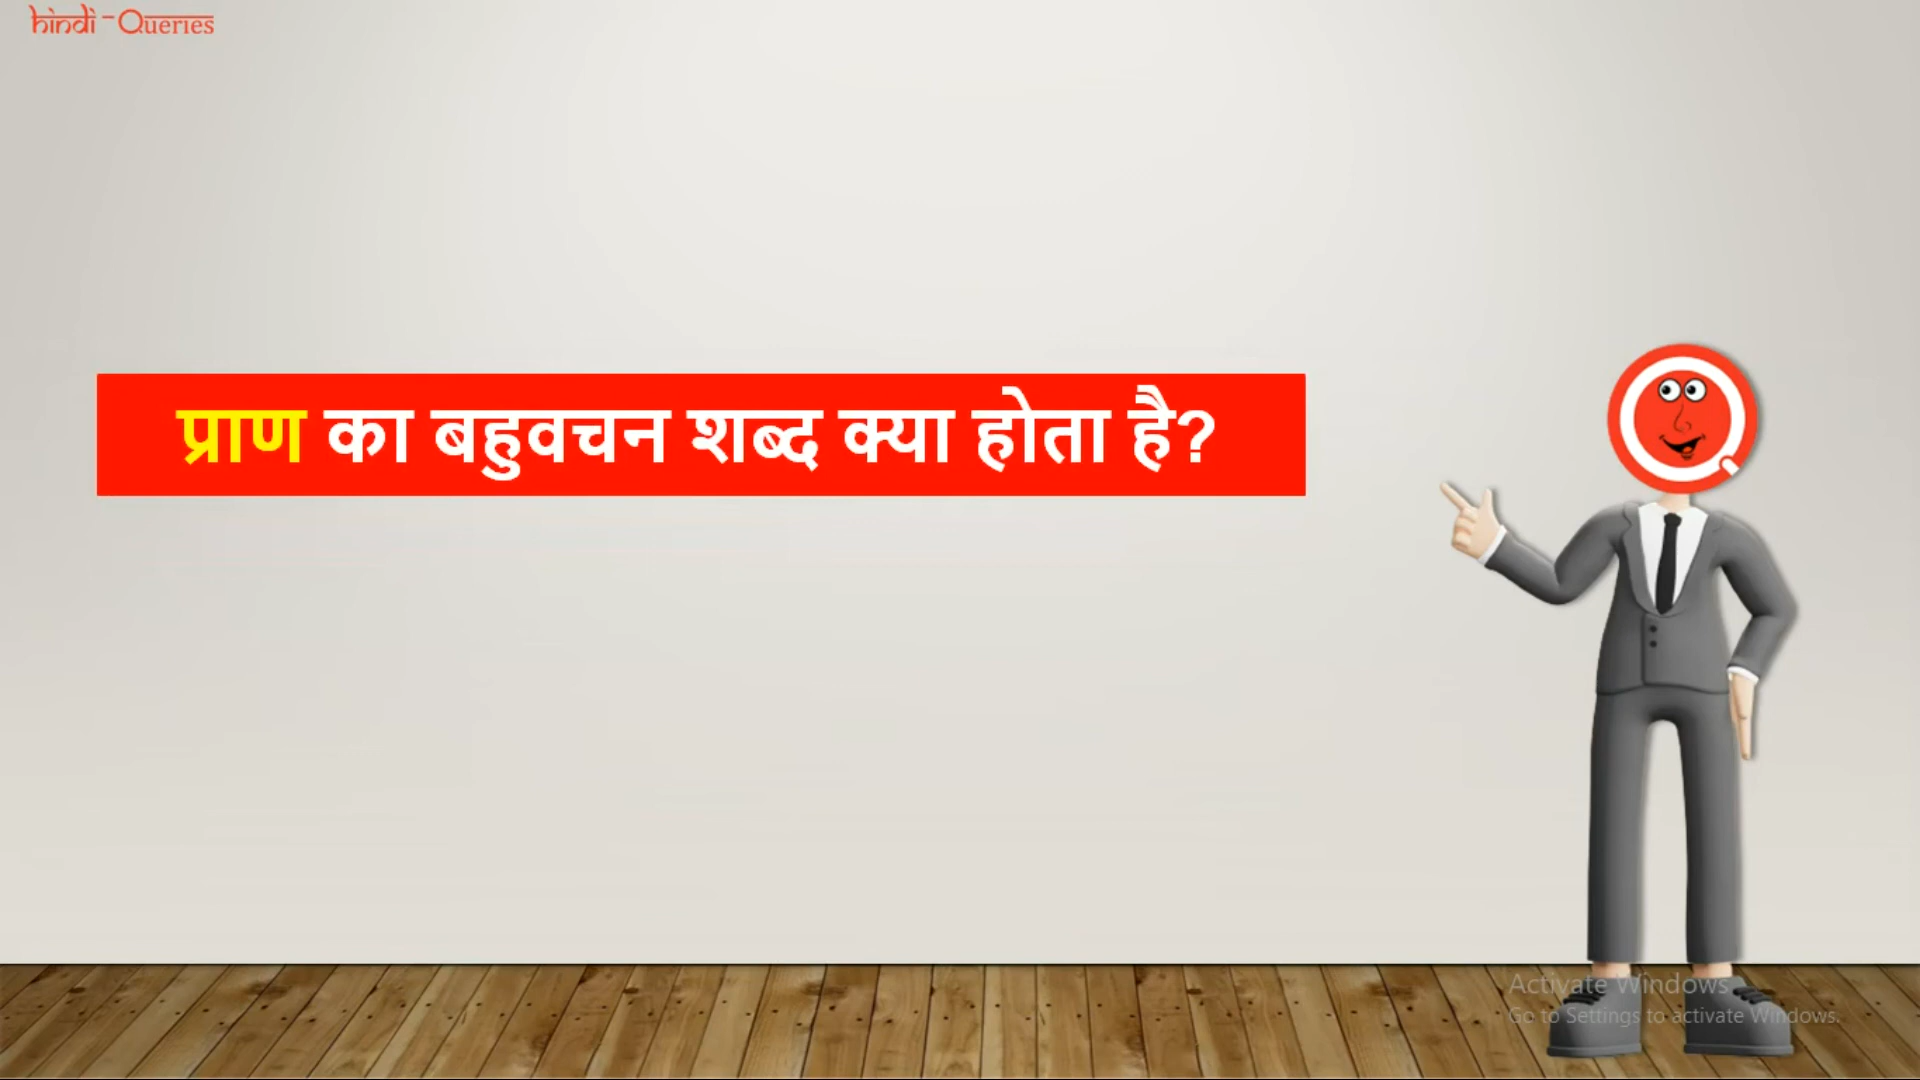 hindi-Queries
प्राण का बहुवचन शब्द क्या होता है?
Activate Windows
Go to Settings to activate Windows.